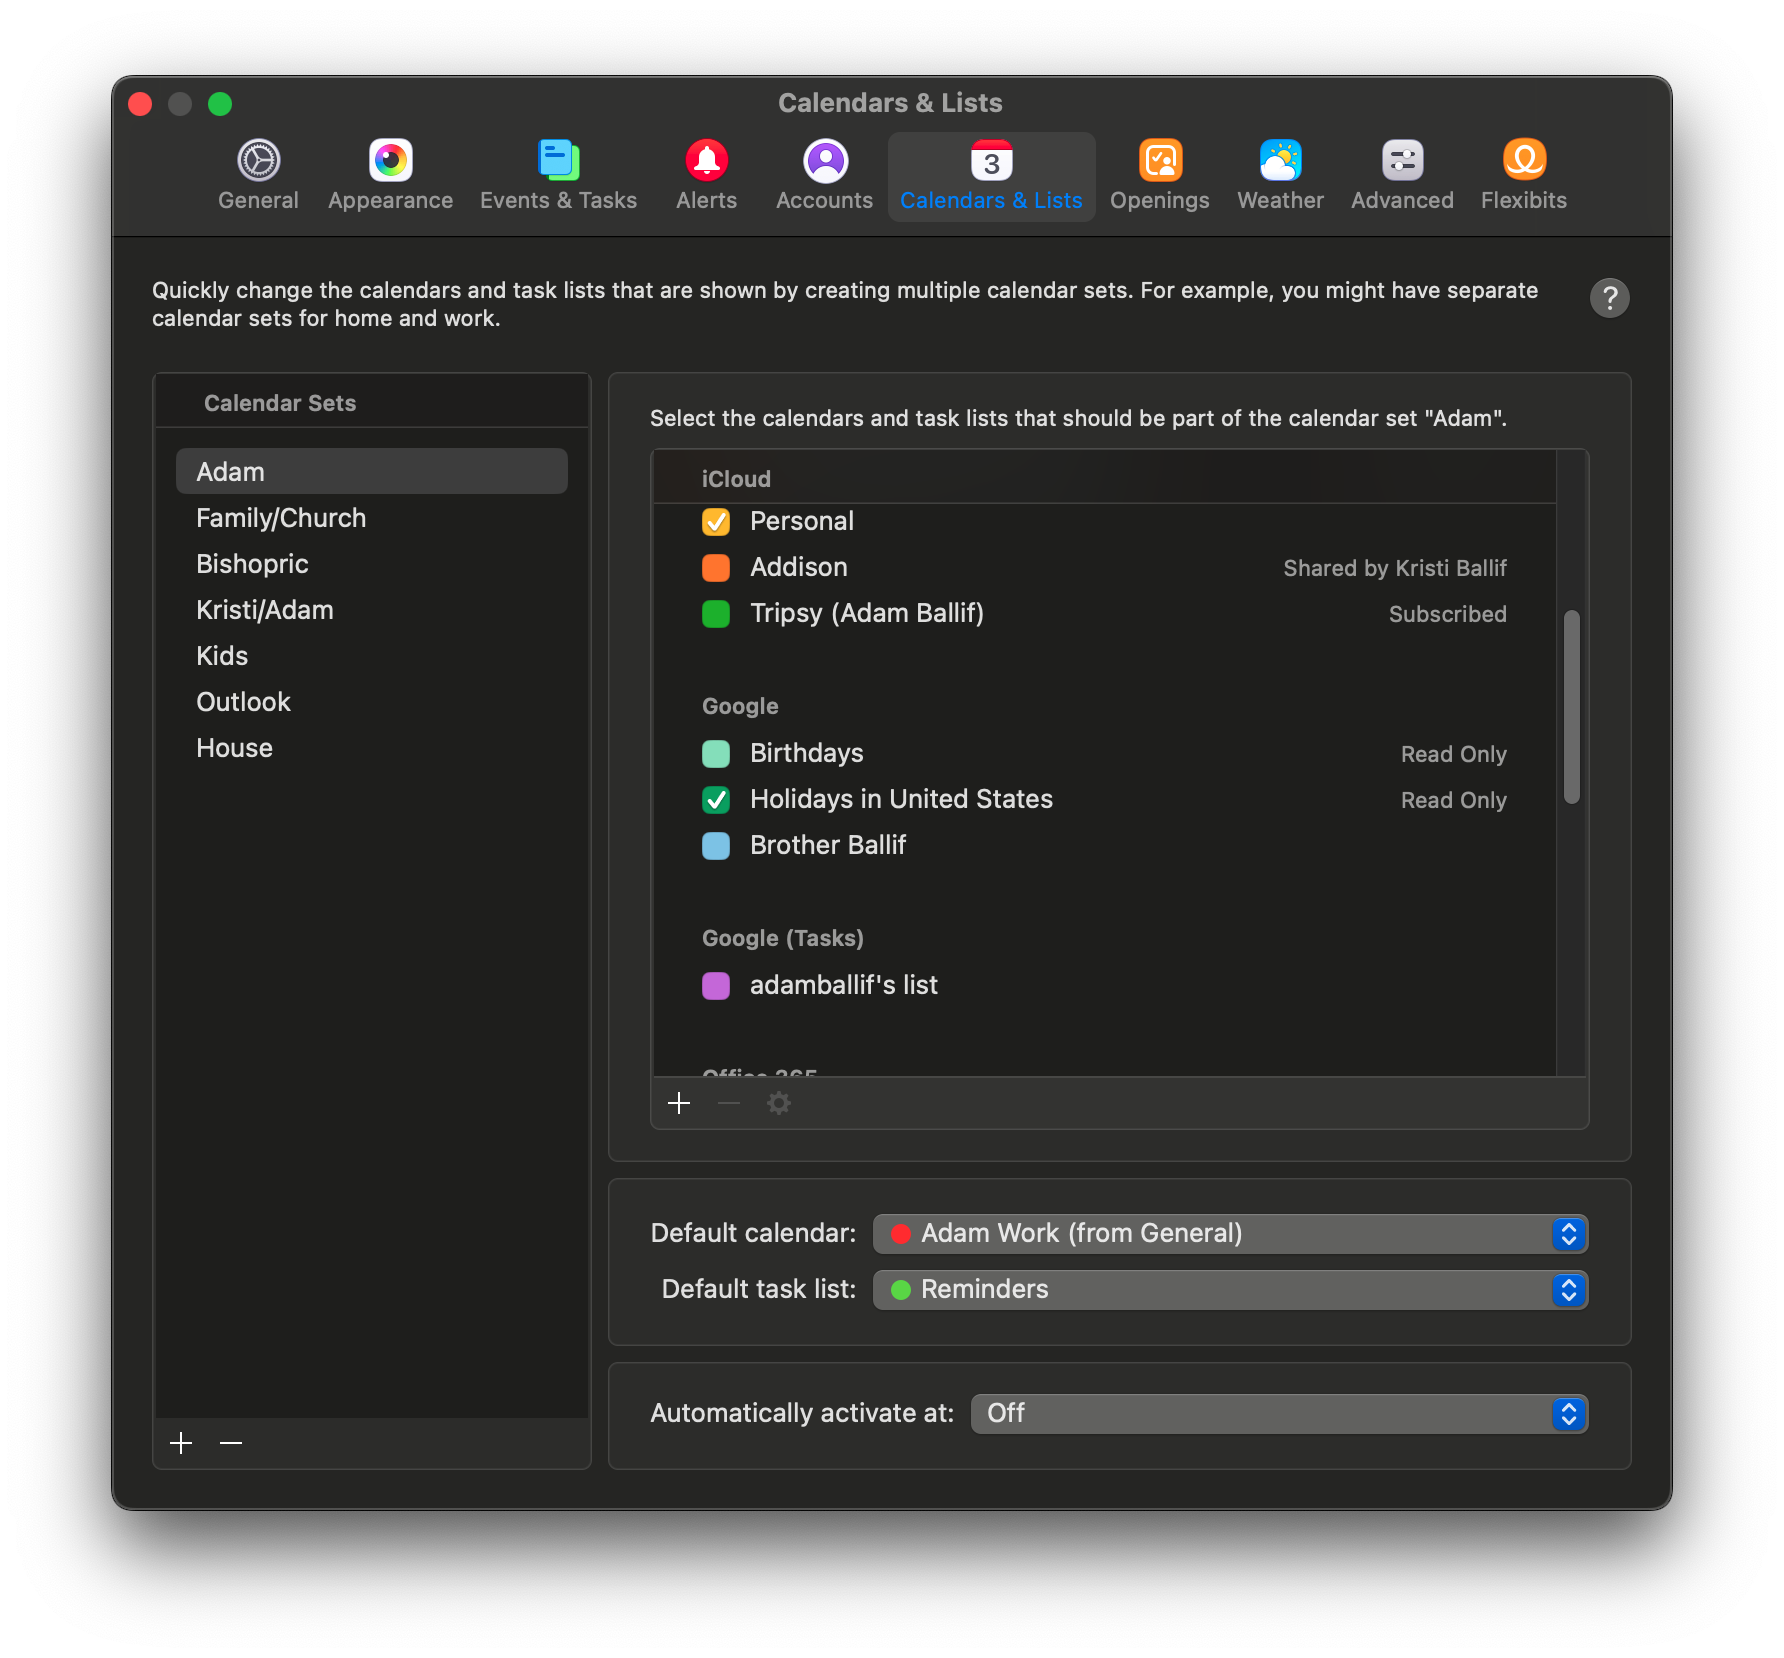 Calendars & Lists
General
Appearance
Events & Tasks
Alerts
Accounts
3
Calendars & Lists
Openings
Weather
Advanced
Flexibits
Quickly change the calendars and task lists that are shown by creating multiple calendar sets. For example, you might have separate
calendar sets for home and work.
?
Calendar Sets
Adam
Family/Church
Bishopric
Kristi/Adam
Kids
Outlook
House
Select the calendars and task lists that should be part of the calendar set "Adam".
iCloud
Personal
Addison Shared by Kristi Ballif
Tripsy (Adam Ballif) Subscribed
Google
Birthdays Read Only
Holidays in United States Read Only
Brother Ballif
Google (Tasks)
adamballif's list
Office 365
Default calendar: Adam Work (from General)
Default task list: Reminders
Automatically activate at: Off